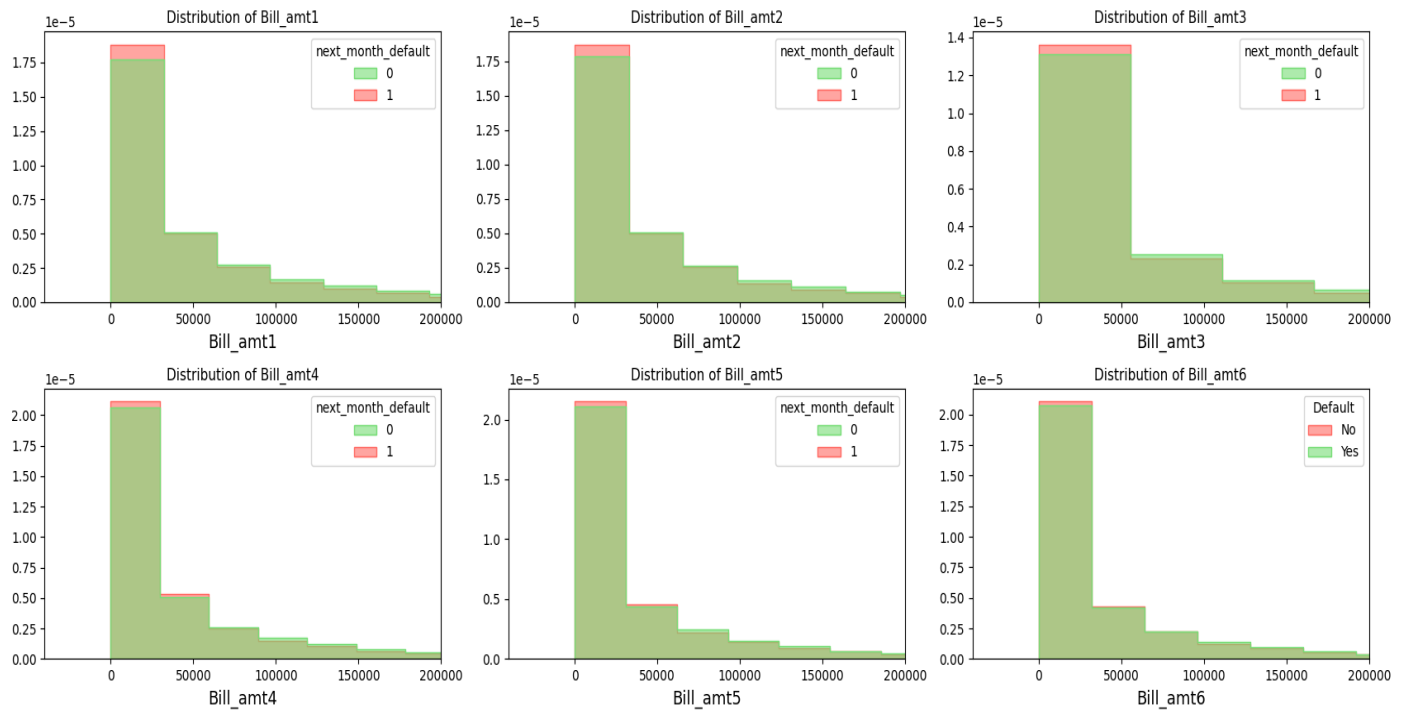 Distribution of Bill_amt1
1e−5
next_month_default
0
1
1.75
1.50
1.25
1.00
0.75
0.50
0.25
0.00
0 50000 100000 150000 200000
Bill_amt1
Distribution of Bill_amt2
1e−5
next_month_default
0
1
1.75
1.50
1.25
1.00
0.75
0.50
0.25
0.00
0 50000 100000 150000 200000
Bill_amt2
Distribution of Bill_amt3
1e−5
next_month_default
0
1
1.4
1.2
1.0
0.8
0.6
0.4
0.2
0.0
0 50000 100000 150000 200000
Bill_amt3
Distribution of Bill_amt4
1e−5
next_month_default
0
1
2.00
1.75
1.50
1.25
1.00
0.75
0.50
0.25
0.00
0 50000 100000 150000 200000
Bill_amt4
Distribution of Bill_amt5
1e−5
next_month_default
0
1
2.0
1.5
1.0
0.5
0.0
0 50000 100000 150000 200000
Bill_amt5
Distribution of Bill_amt6
1e−5
Default
No
Yes
2.00
1.75
1.50
1.25
1.00
0.75
0.50
0.25
0.00
0 50000 100000 150000 200000
Bill_amt6